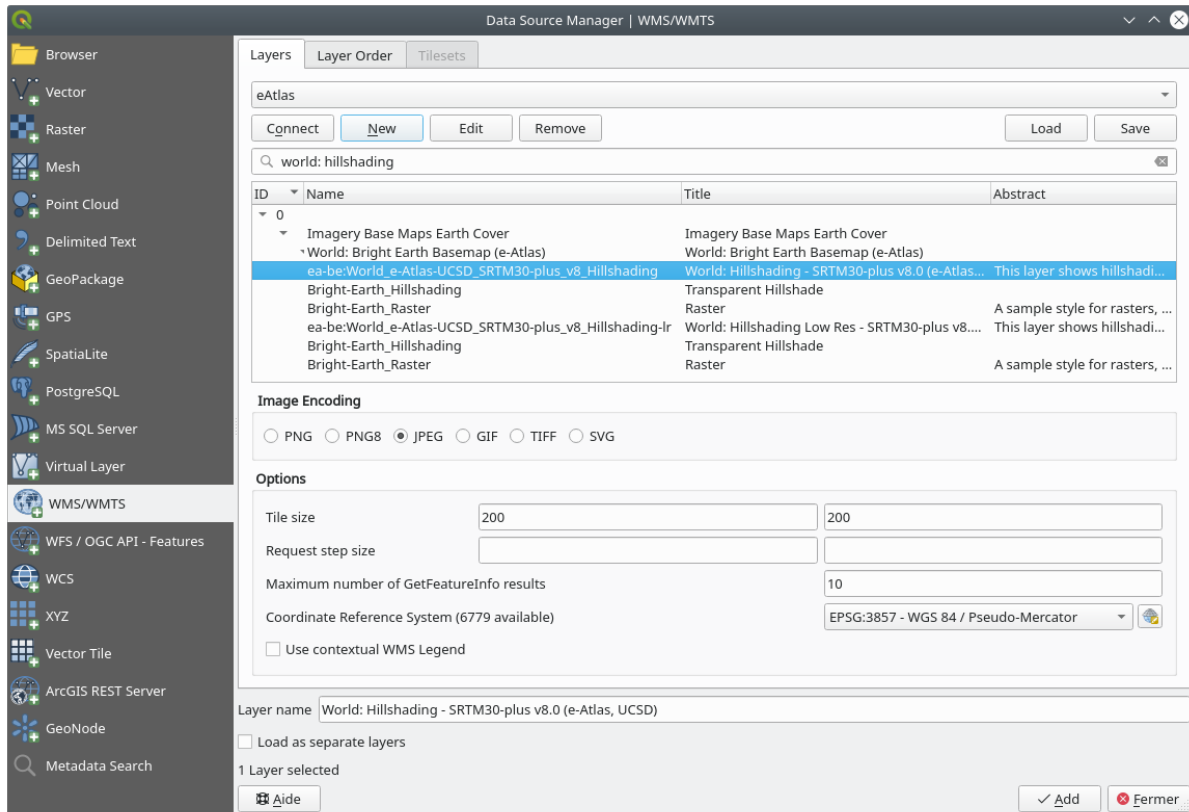 Data Source Manager | WMS/WMTS
Browser
Vector
Raster
Mesh
Point Cloud
Delimited Text
GeoPackage
GPS
SpatiaLite
PostgreSQL
MS SQL Server
Virtual Layer
WMS/WMTS
WFS / OGC API - Features
WCS
XYZ
Vector Tile
ArcGIS REST Server
GeoNode
Metadata Search
Layers Layer Order Tilesets
eAtlas
Connect New Edit Remove Load Save
world: hillshading
ID Name Title Abstract
0
Imagery Base Maps Earth Cover Imagery Base Maps Earth Cover
World: Bright Earth Basemap (e-Atlas) World: Bright Earth Basemap (e-Atlas)
ea-be:World_e-Atlas-UCSD_SRTM30-plus_v8_Hillshading World: Hillshading - SRTM30-plus v8.0 (e-Atlas... This layer shows hillshadi...
Bright-Earth_Hillshading Transparent Hillshade
Bright-Earth_Raster Raster A sample style for rasters, ...
ea-be:World_e-Atlas-UCSD_SRTM30-plus_v8_Hillshading-lr World: Hillshading Low Res - SRTM30-plus v8.... This layer shows hillshadi...
Bright-Earth_Hillshading Transparent Hillshade
Bright-Earth_Raster Raster A sample style for rasters, ...
Image Encoding
PNG PNG8 JPEG GIF TIFF SVG
Options
Tile size 200 200
Request step size
Maximum number of GetFeatureInfo results 10
Coordinate Reference System (6779 available) EPSG:3857 - WGS 84 / Pseudo-Mercator
Use contextual WMS Legend
Layer name World: Hillshading - SRTM30-plus v8.0 (e-Atlas, UCSD)
Load as separate layers
1 Layer selected
Aide Add Fermer